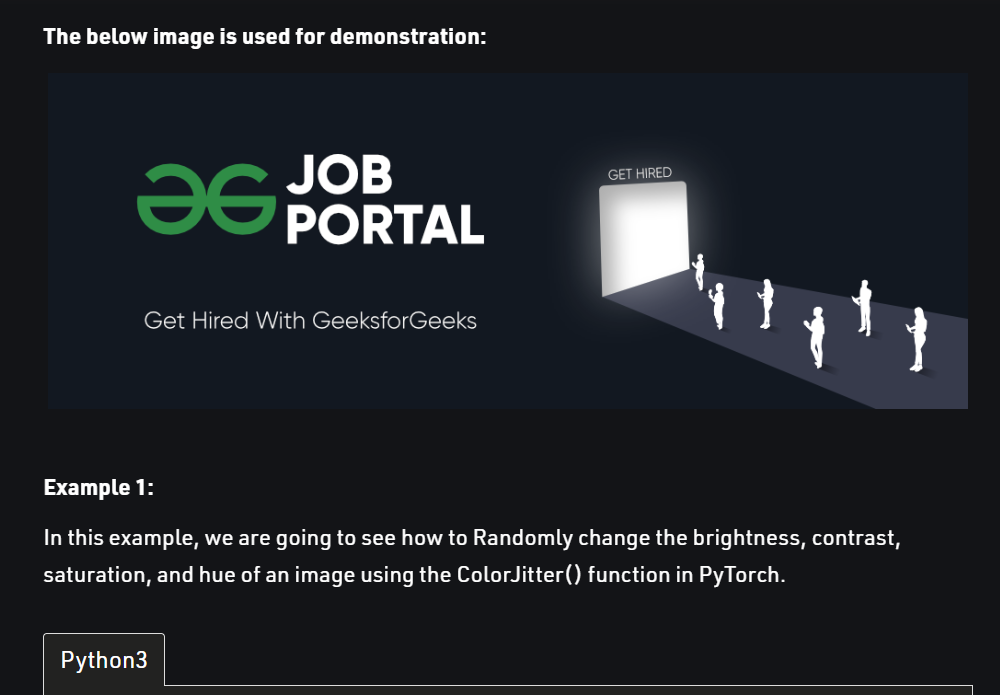 The below image is used for demonstration:
JOB
PORTAL
Get Hired With GeeksforGeeks
GET HIRED
Example 1:
In this example, we are going to see how to Randomly change the brightness, contrast,
saturation, and hue of an image using the ColorJitter() function in PyTorch.
Python3